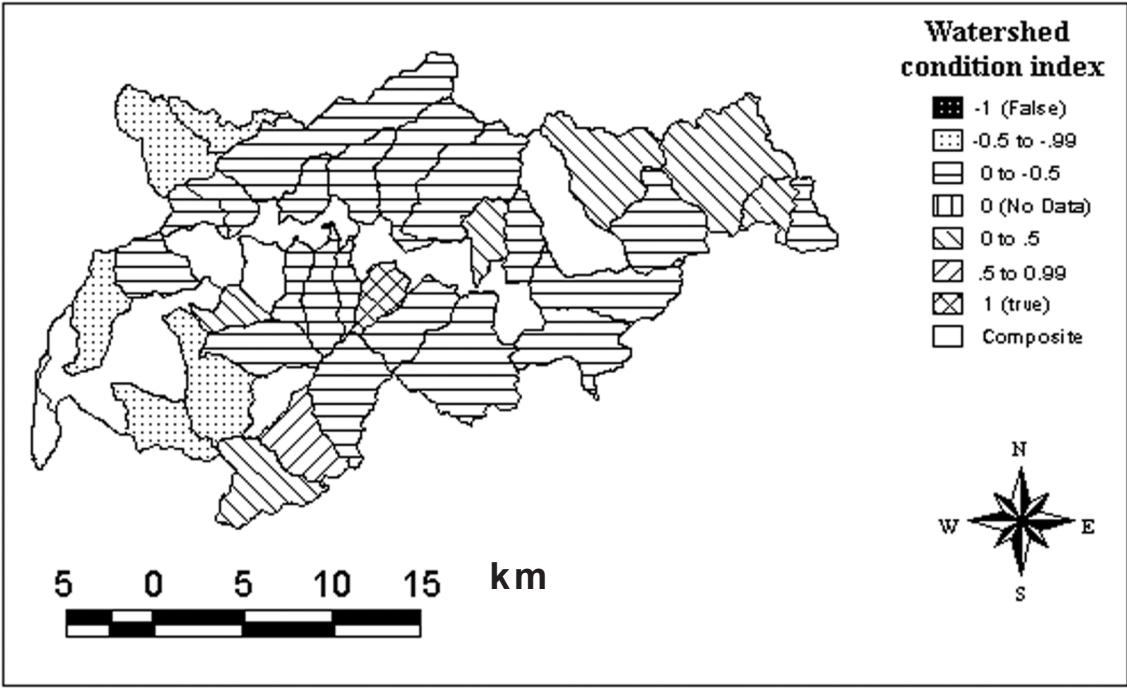 Watershed
condition index
-1 (False)
-0.5 to -.99
0 to -0.5
0 (No Data)
0 to .5
.5 to 0.99
1 (true)
Composite
N
W E
S
5 0 5 10 15 km